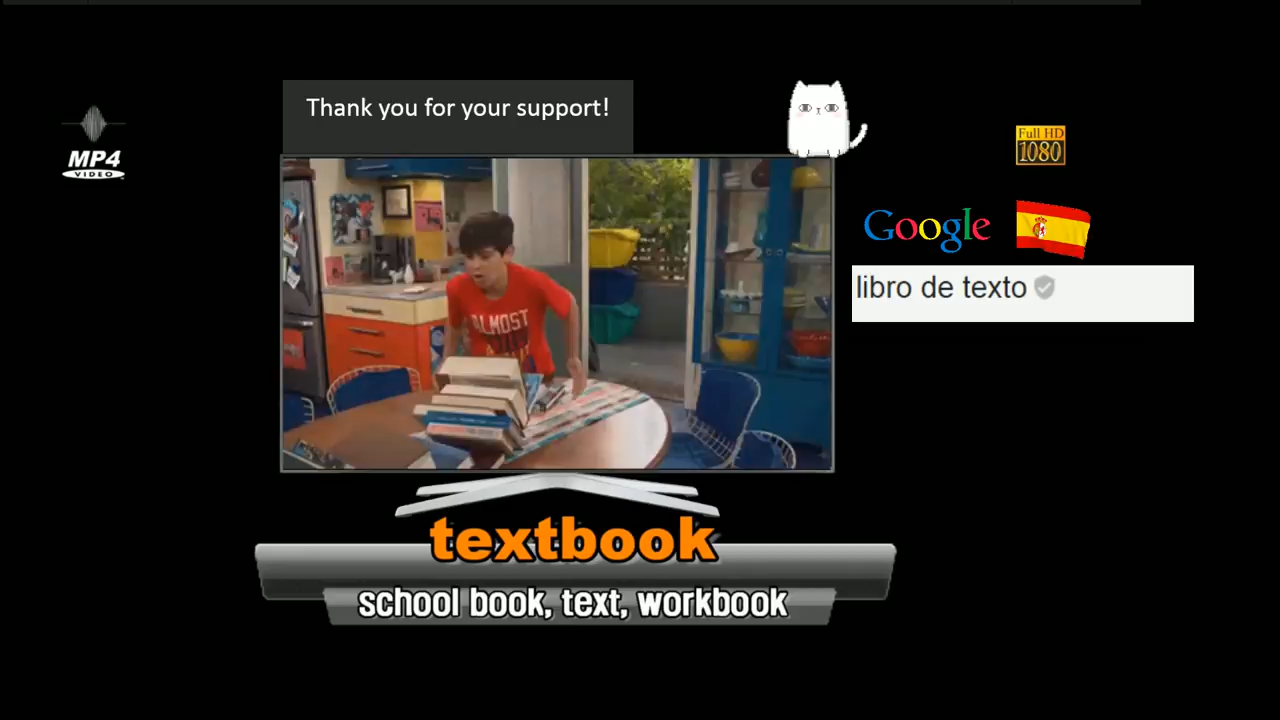 Thank you for your support!
MP4
VIDEO
Full HD
1080
Google
libro de texto
ALMOST
textbook
school book, text, workbook